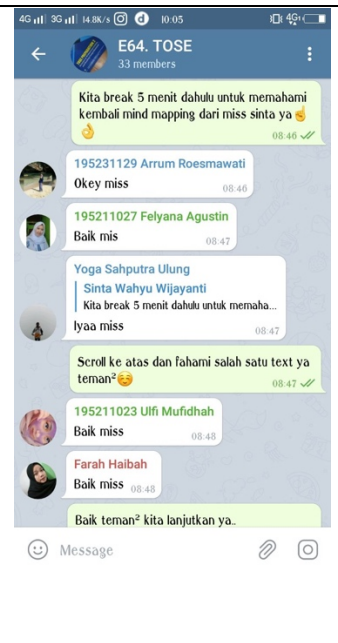 4G 3G 14.8K/s 10:05 4G
E64. TOSE
33 members
Kita break 5 menit dahulu untuk memahami
kembali mind mapping dari miss sinta ya☝
👌
08:46
195231129 Arrum Roesmawati
Okey miss
08:46
195211027 Felyana Agustin
Baik mis
08:47
Yoga Sahputra Ulung
Sinta Wahyu Wijayanti
Kita break 5 menit dahulu untuk memaha...
Iyaa miss
08:47
Scroll ke atas dan fahami salah satu text ya
teman²😌
08:47
195211023 Ulfi Mufidhah
Baik miss
08:48
Farah Haibah
Baik miss 08:48
Baik teman² kita lanjutkan ya..
Message